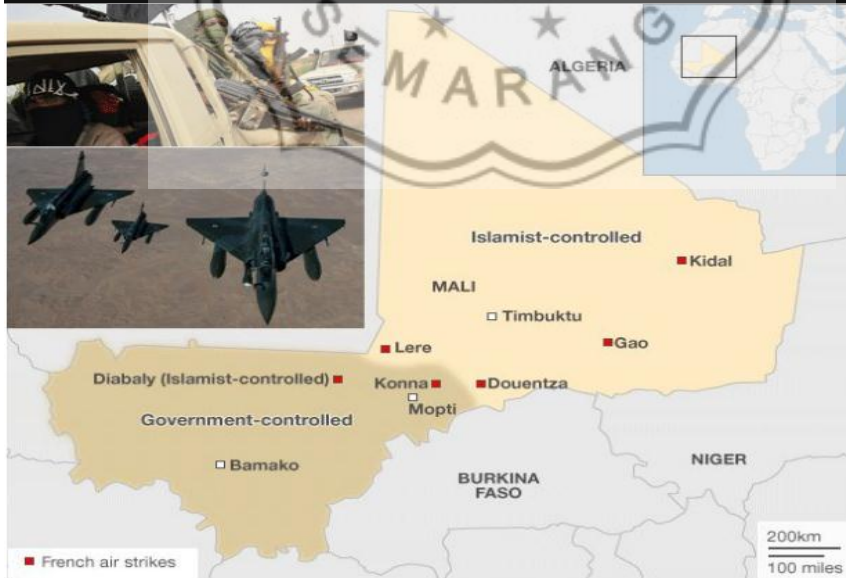 SEMARANG
ALGERIA
Islamist-controlled
Kidal
MALI
Timbuktu
Gao
Lere
Diabaly (Islamist-controlled)
Konna
Douentza
Mopti
Government-controlled
Bamako
BURKINA
FASO
NIGER
200km
100 miles
French air strikes